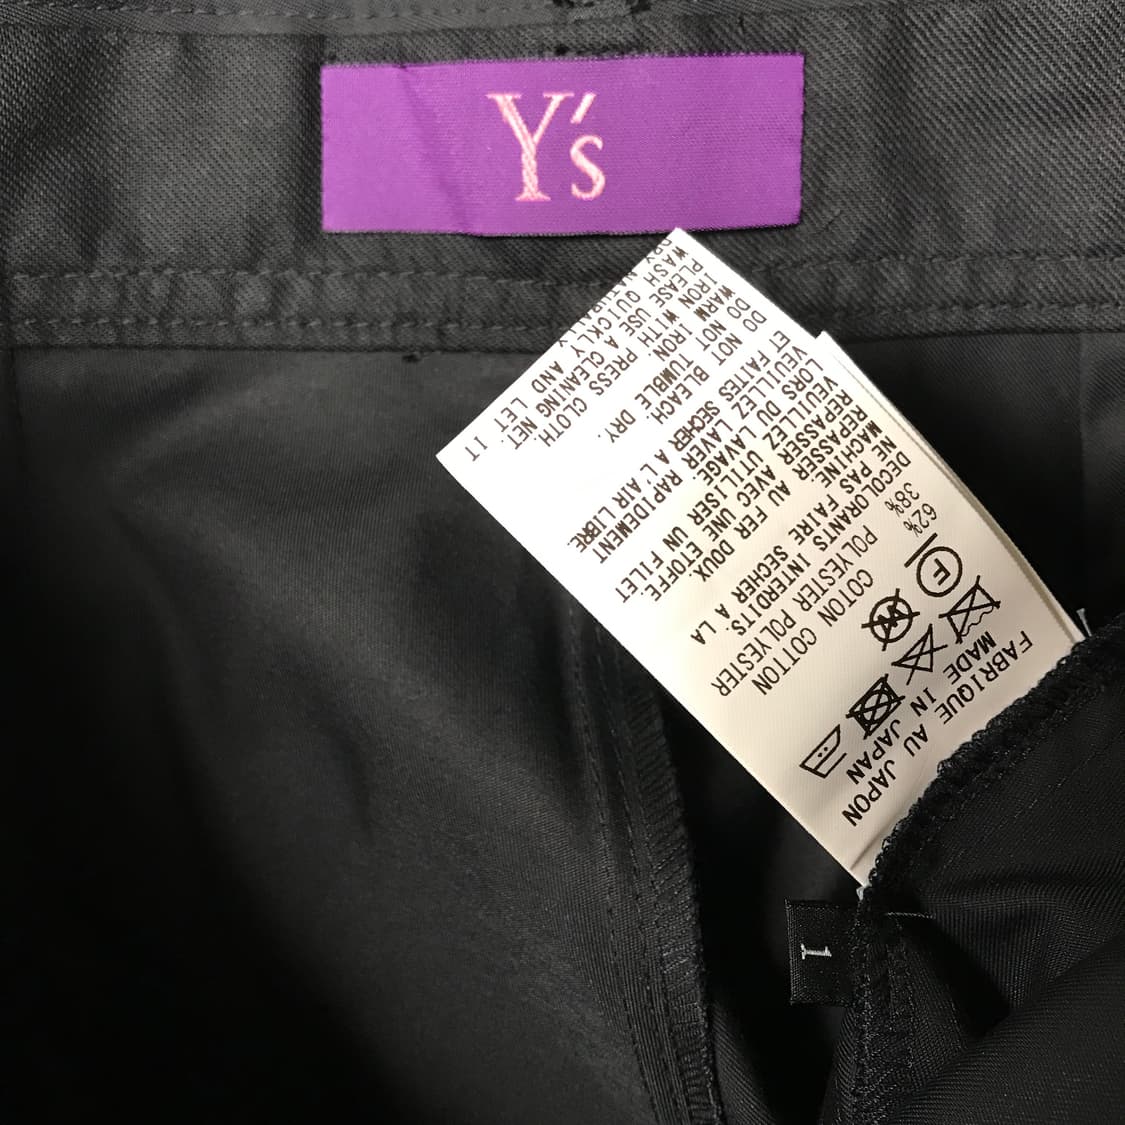 Y's
FABRIQUE AU JAPON
MADE IN JAPAN
F
62% POLYESTER POLYESTER
38% COTON COTTON
DECOLORANTS INTERDITS.
NE PAS FAIRE SECHER A LA
MACHINE.
REPASSER AU FER DOUX.
VEUILLEZ REPASSER AVEC UNE ETOFFE.
VEUILLEZ UTILISER UN FILET
LORS DU LAVAGE.
VEUILLEZ LAVER RAPIDEMENT
ET FAITES SECHER A L'AIR LIBRE.
DO NOT BLEACH.
DO NOT TUMBLE DRY.
WARM IRON.
IRON WITH PRESS CLOTH.
PLEASE USE A CLEANING NET.
WASH QUICKLY AND LET IT
DRY NATURALLY
1